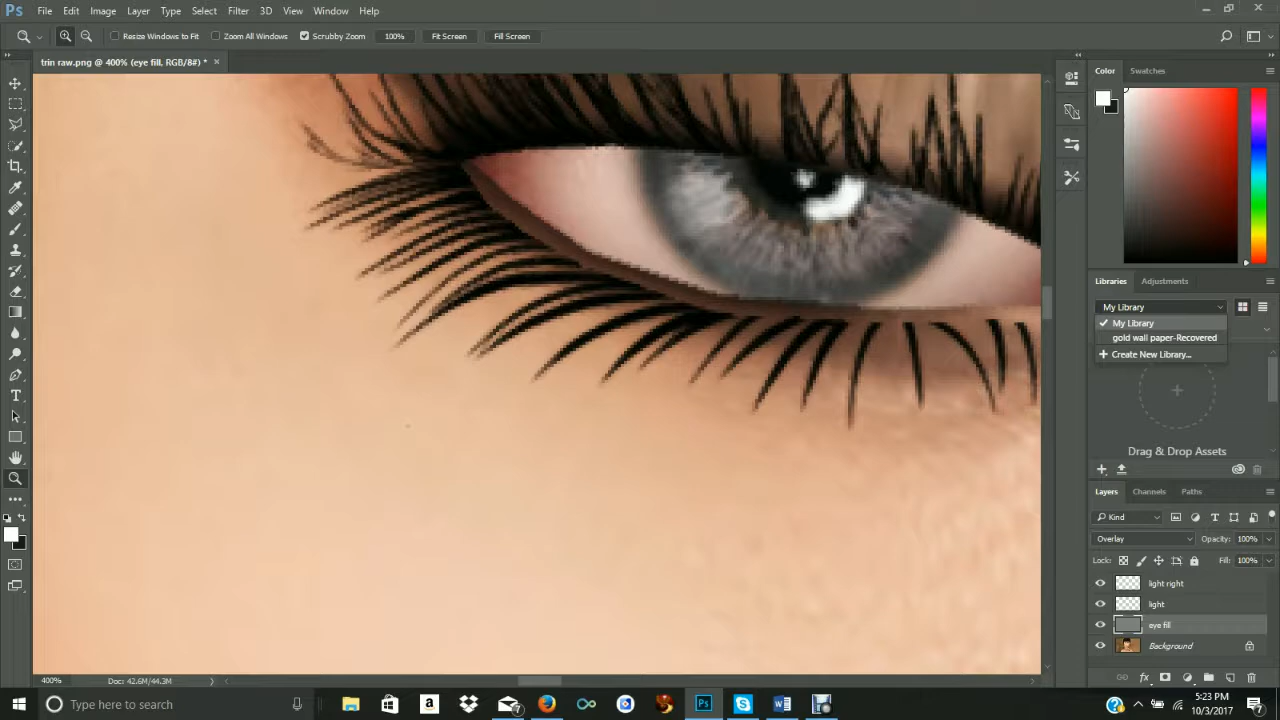 Ps File Edit Image Layer Type Select Filter 3D View Window Help
Resize Windows to Fit Zoom All Windows Scrubby Zoom 100% Fit Screen Fill Screen
trin raw.png @ 400% (eye fill, RGB/8#) *
Color Swatches
Libraries Adjustments
My Library
My Library
gold wall paper-Recovered
Create New Library...
Drag & Drop Assets
Layers Channels Paths
Kind
Overlay Opacity: 100%
Lock: Fill: 100%
light right
light
eye fill
Background
400% Doc: 42.6M/44.3M
Type here to search
5:23 PM
10/3/2017